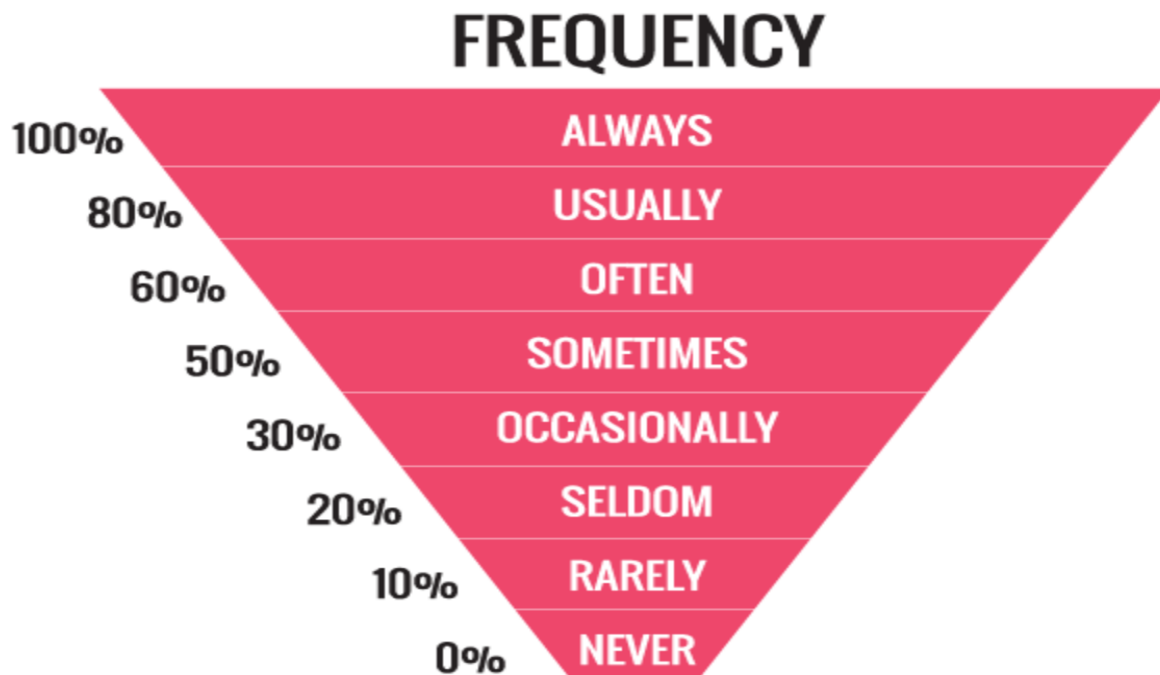 FREQUENCY
100% ALWAYS
80% USUALLY
60% OFTEN
50% SOMETIMES
30% OCCASIONALLY
20% SELDOM
10% RARELY
0% NEVER